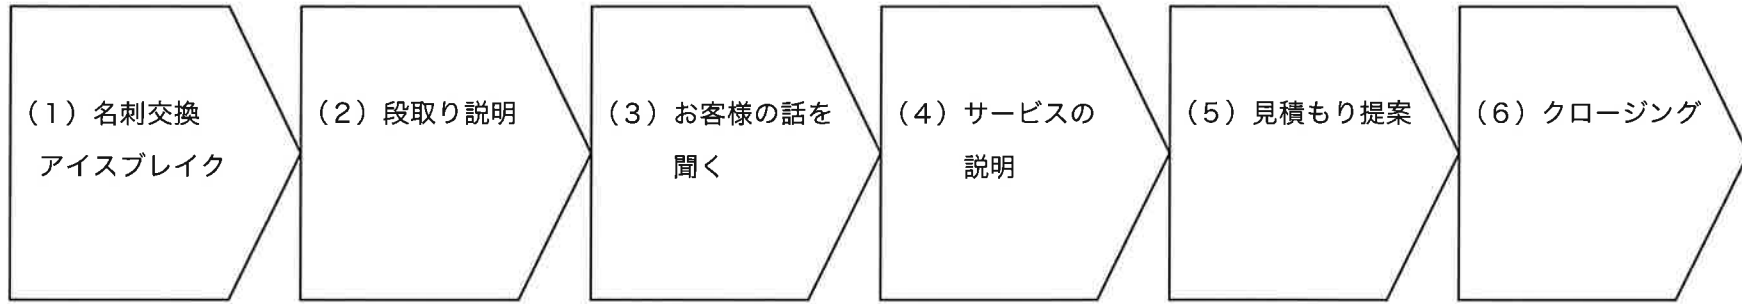 （1）名刺交換
アイスブレイク
（2）段取り説明
（3）お客様の話を
聞く
（4）サービスの
説明
（5）見積もり提案
（6）クロージング